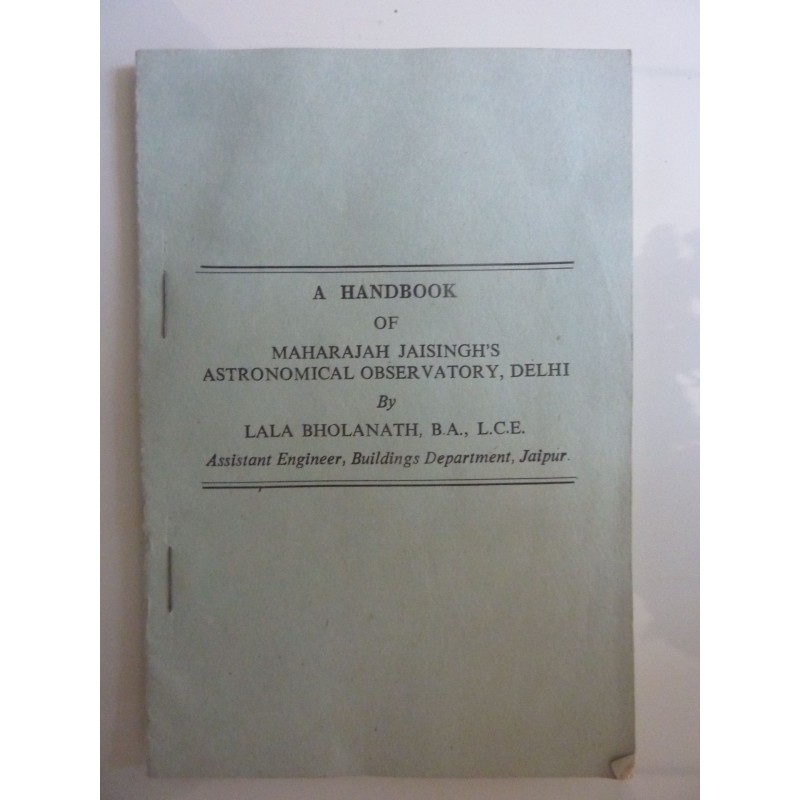 A HANDBOOK
OF
MAHARAJAH JAISINGH'S
ASTRONOMICAL OBSERVATORY, DELHI
By
LALA BHOLANATH, B.A., L.C.E.
Assistant Engineer, Buildings Department, Jaipur.